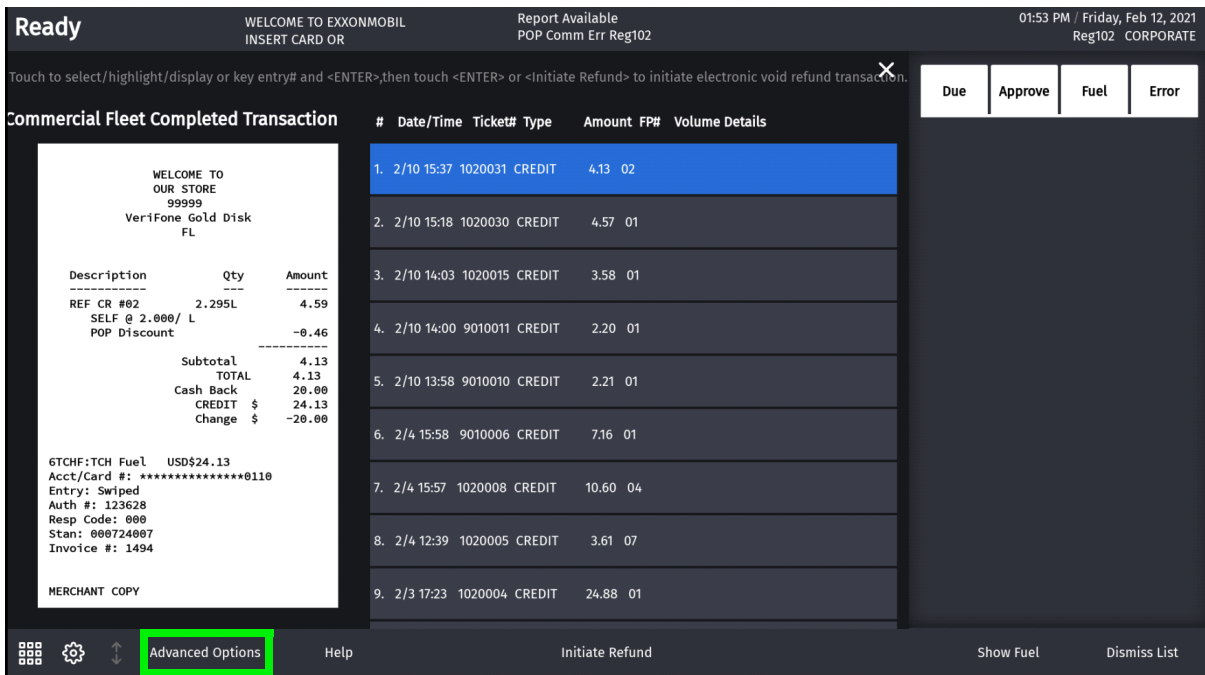 Ready
WELCOME TO EXXONMOBIL
INSERT CARD OR
Report Available
POP Comm Err Reg102
01:53 PM / Friday, Feb 12, 2021
Reg102 CORPORATE
Touch to select/highlight/display or key entry# and <ENTER>,then touch <ENTER> or <Initiate Refund> to initiate electronic void refund transaction.
Commercial Fleet Completed Transaction
WELCOME TO
OUR STORE
99999
VeriFone Gold Disk
FL
Description Qty Amount
----------- --- ------
REF CR #02 2.295L 4.59
SELF @ 2.000/ L
POP Discount -0.46
----------
Subtotal 4.13
TOTAL 4.13
Cash Back 20.00
CREDIT $ 24.13
Change $ -20.00
6TCHF:TCH Fuel USD$24.13
Acct/Card #: ***************0110
Entry: Swiped
Auth #: 123628
Resp Code: 000
Stan: 000724007
Invoice #: 1494
MERCHANT COPY
# Date/Time Ticket# Type Amount FP# Volume Details
1. 2/10 15:37 1020031 CREDIT 4.13 02
2. 2/10 15:18 1020030 CREDIT 4.57 01
3. 2/10 14:03 1020015 CREDIT 3.58 01
4. 2/10 14:00 9010011 CREDIT 2.20 01
5. 2/10 13:58 9010010 CREDIT 2.21 01
6. 2/4 15:58 9010006 CREDIT 7.16 01
7. 2/4 15:57 1020008 CREDIT 10.60 04
8. 2/4 12:39 1020005 CREDIT 3.61 07
9. 2/3 17:23 1020004 CREDIT 24.88 01
Due Approve Fuel Error
Advanced Options Help Initiate Refund Show Fuel Dismiss List